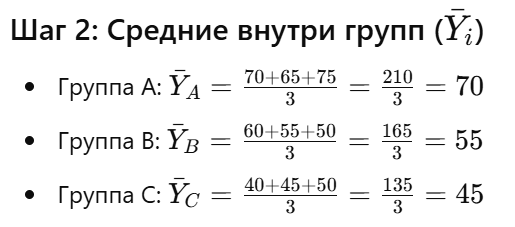 Шаг 2: Средние внутри групп (Ȳᵢ)
• Группа A: Ȳ_A = (70+65+75)/3 = 210/3 = 70
• Группа B: Ȳ_B = (60+55+50)/3 = 165/3 = 55
• Группа C: Ȳ_C = (40+45+50)/3 = 135/3 = 45